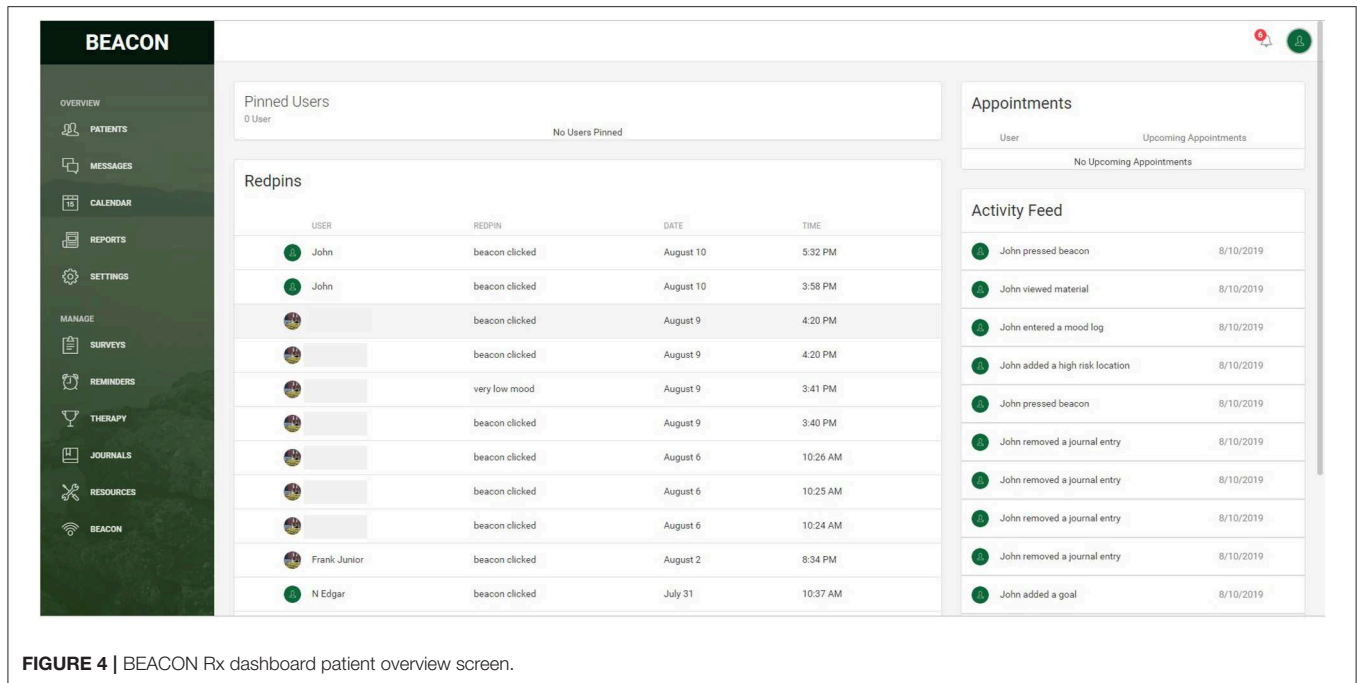 BEACON
6
OVERVIEW
PATIENTS
MESSAGES
15 CALENDAR
REPORTS
SETTINGS
MANAGE
SURVEYS
REMINDERS
THERAPY
JOURNALS
RESOURCES
BEACON
Pinned Users
0 User
No Users Pinned
Redpins
USER REDPIN DATE TIME
John beacon clicked August 10 5:32 PM
John beacon clicked August 10 3:58 PM
beacon clicked August 9 4:20 PM
beacon clicked August 9 4:20 PM
very low mood August 9 3:41 PM
beacon clicked August 9 3:40 PM
beacon clicked August 6 10:26 AM
beacon clicked August 6 10:25 AM
beacon clicked August 6 10:24 AM
Frank Junior beacon clicked August 2 8:34 PM
N Edgar beacon clicked July 31 10:37 AM
Appointments
User Upcoming Appointments
No Upcoming Appointments
Activity Feed
John pressed beacon 8/10/2019
John viewed material 8/10/2019
John entered a mood log 8/10/2019
John added a high risk location 8/10/2019
John pressed beacon 8/10/2019
John removed a journal entry 8/10/2019
John removed a journal entry 8/10/2019
John removed a journal entry 8/10/2019
John removed a journal entry 8/10/2019
John added a goal 8/10/2019
FIGURE 4 | BEACON Rx dashboard patient overview screen.